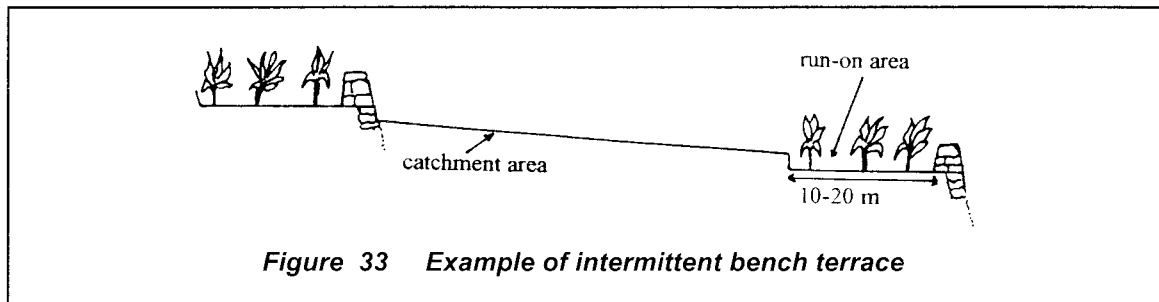 run-on area
catchment area
10-20 m
Figure 33 Example of intermittent bench terrace